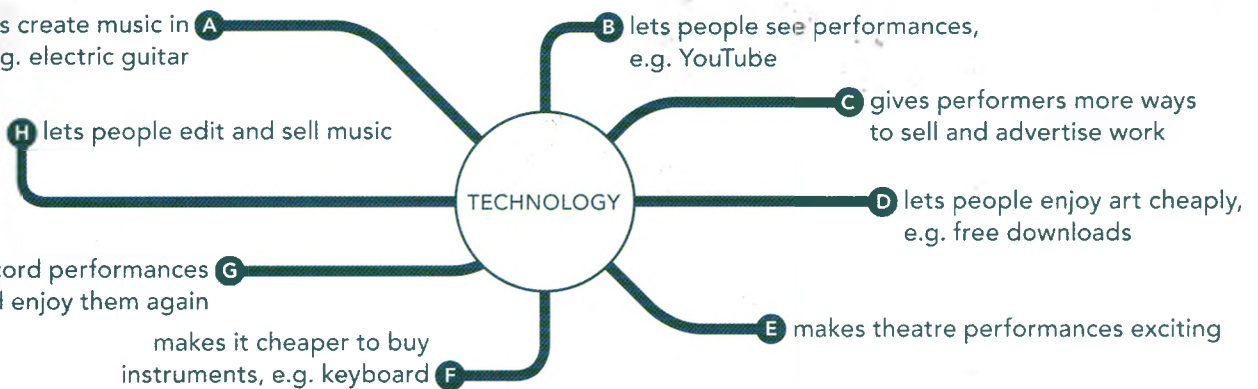 s create music in A
g. electric guitar
B lets people see performances,
e.g. YouTube
C gives performers more ways
to sell and advertise work
H lets people edit and sell music
TECHNOLOGY
D lets people enjoy art cheaply,
e.g. free downloads
cord performances G
enjoy them again
E makes theatre performances exciting
makes it cheaper to buy
instruments, e.g. keyboard F